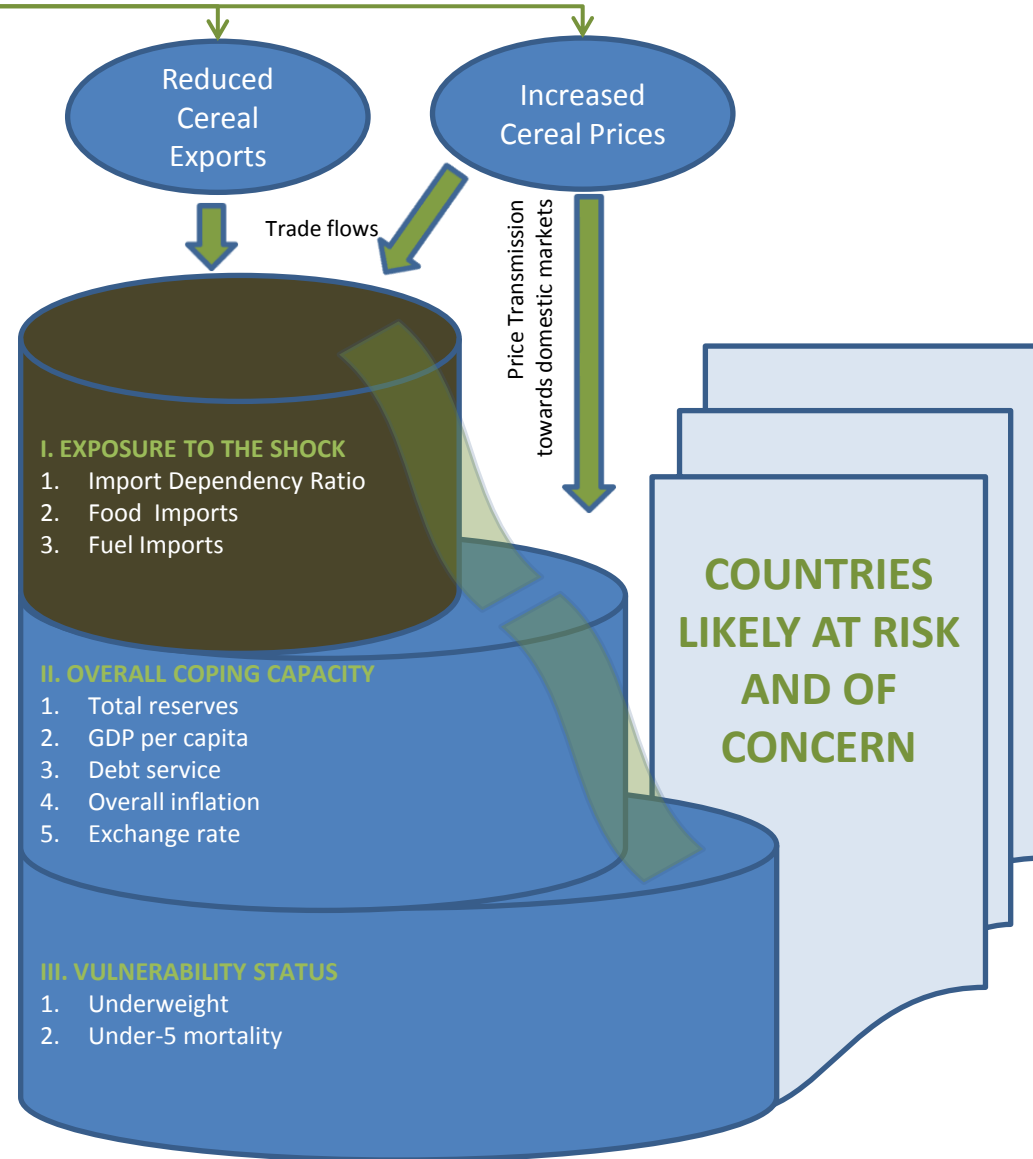 Reduced
Cereal
Exports
Increased
Cereal Prices
Trade flows
Price Transmission
towards domestic markets
I. EXPOSURE TO THE SHOCK
1. Import Dependency Ratio
2. Food Imports
3. Fuel Imports
II. OVERALL COPING CAPACITY
1. Total reserves
2. GDP per capita
3. Debt service
4. Overall inflation
5. Exchange rate
III. VULNERABILITY STATUS
1. Underweight
2. Under-5 mortality
COUNTRIES
LIKELY AT RISK
AND OF
CONCERN